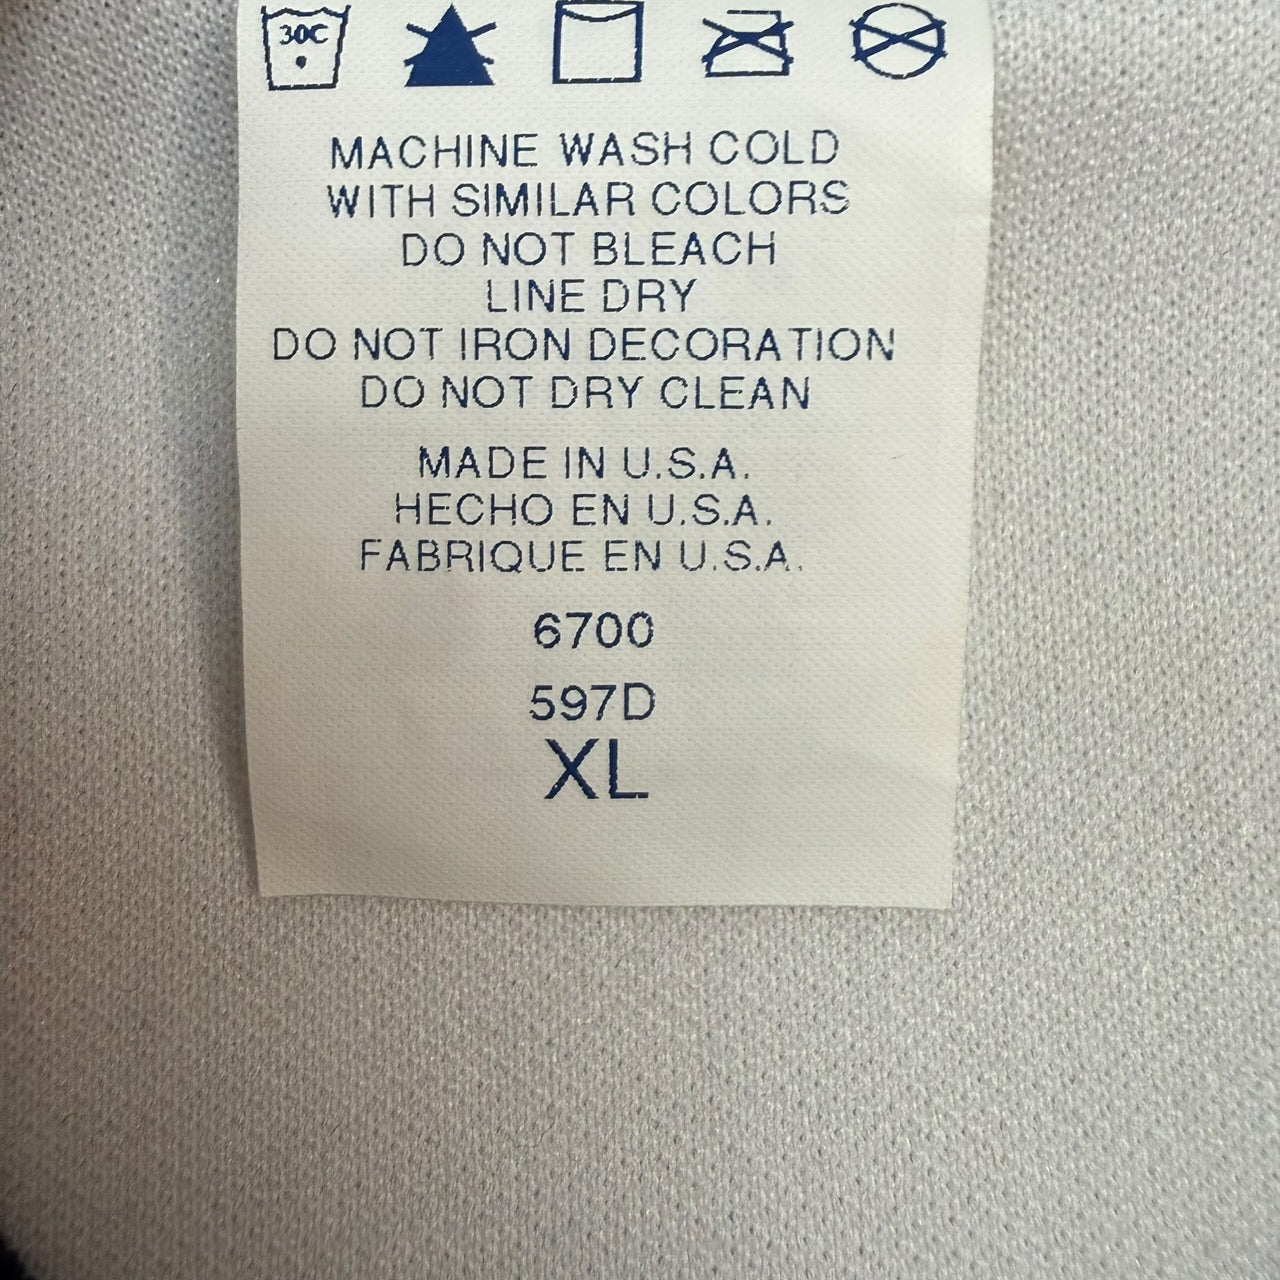 30C
MACHINE WASH COLD
WITH SIMILAR COLORS
DO NOT BLEACH
LINE DRY
DO NOT IRON DECORATION
DO NOT DRY CLEAN
MADE IN U.S.A.
HECHO EN U.S.A.
FABRIQUE EN U.S.A.
6700
597D
XL